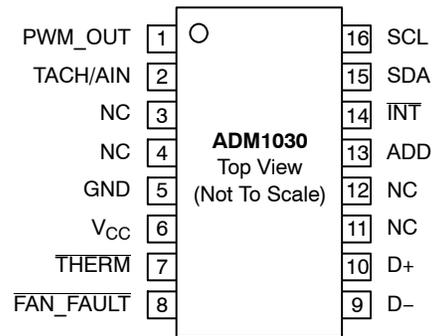 PWM_OUT 1 16 SCL
TACH/AIN 2 15 SDA
NC 3 14 INT
NC 4 ADM1030 13 ADD
Top View
GND 5 (Not To Scale) 12 NC
VCC 6 11 NC
THERM 7 10 D+
FAN_FAULT 8 9 D−